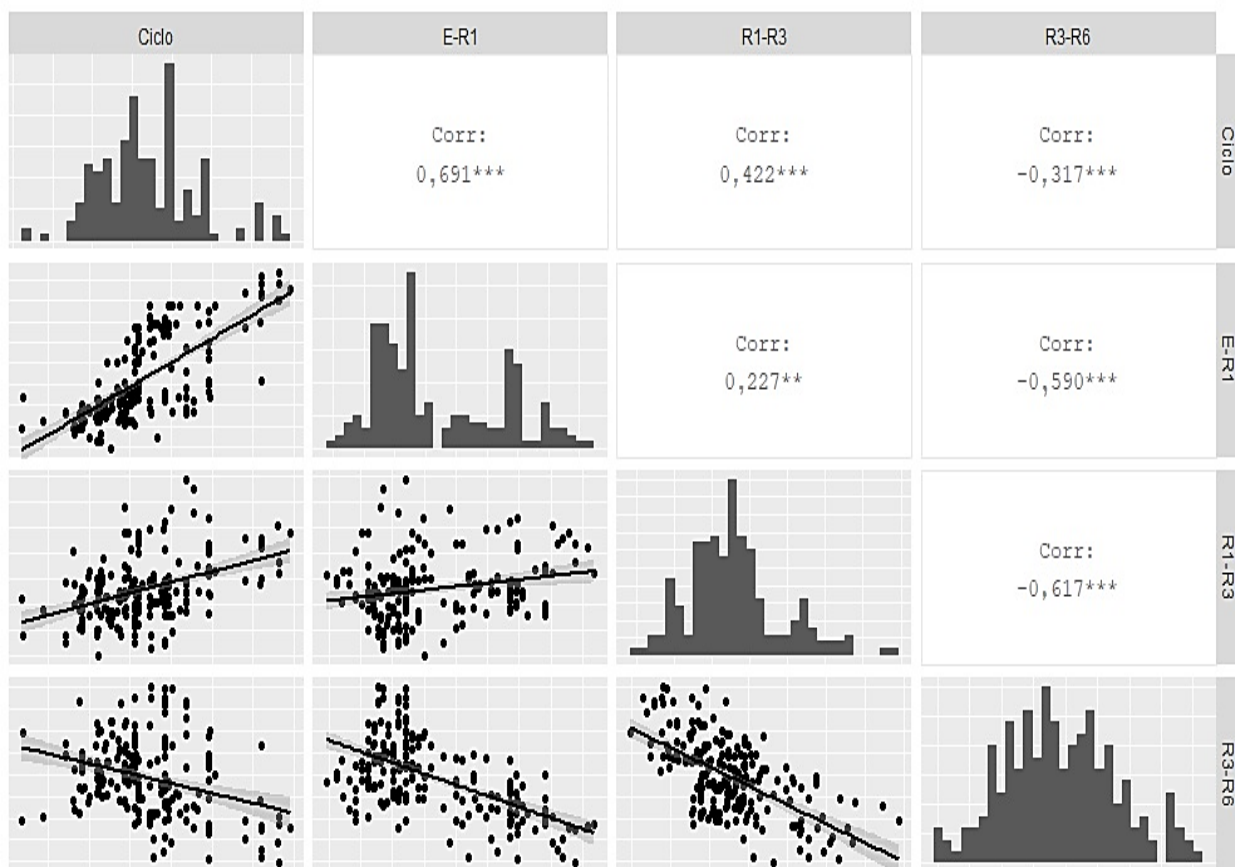 Ciclo
E-R1
R1-R3
R3-R6
Corr:
0,691***
Corr:
0,422***
Corr:
-0,317***
Ciclo
Corr:
0,227**
Corr:
-0,590***
E-R1
Corr:
-0,617***
R1-R3
R3-R6